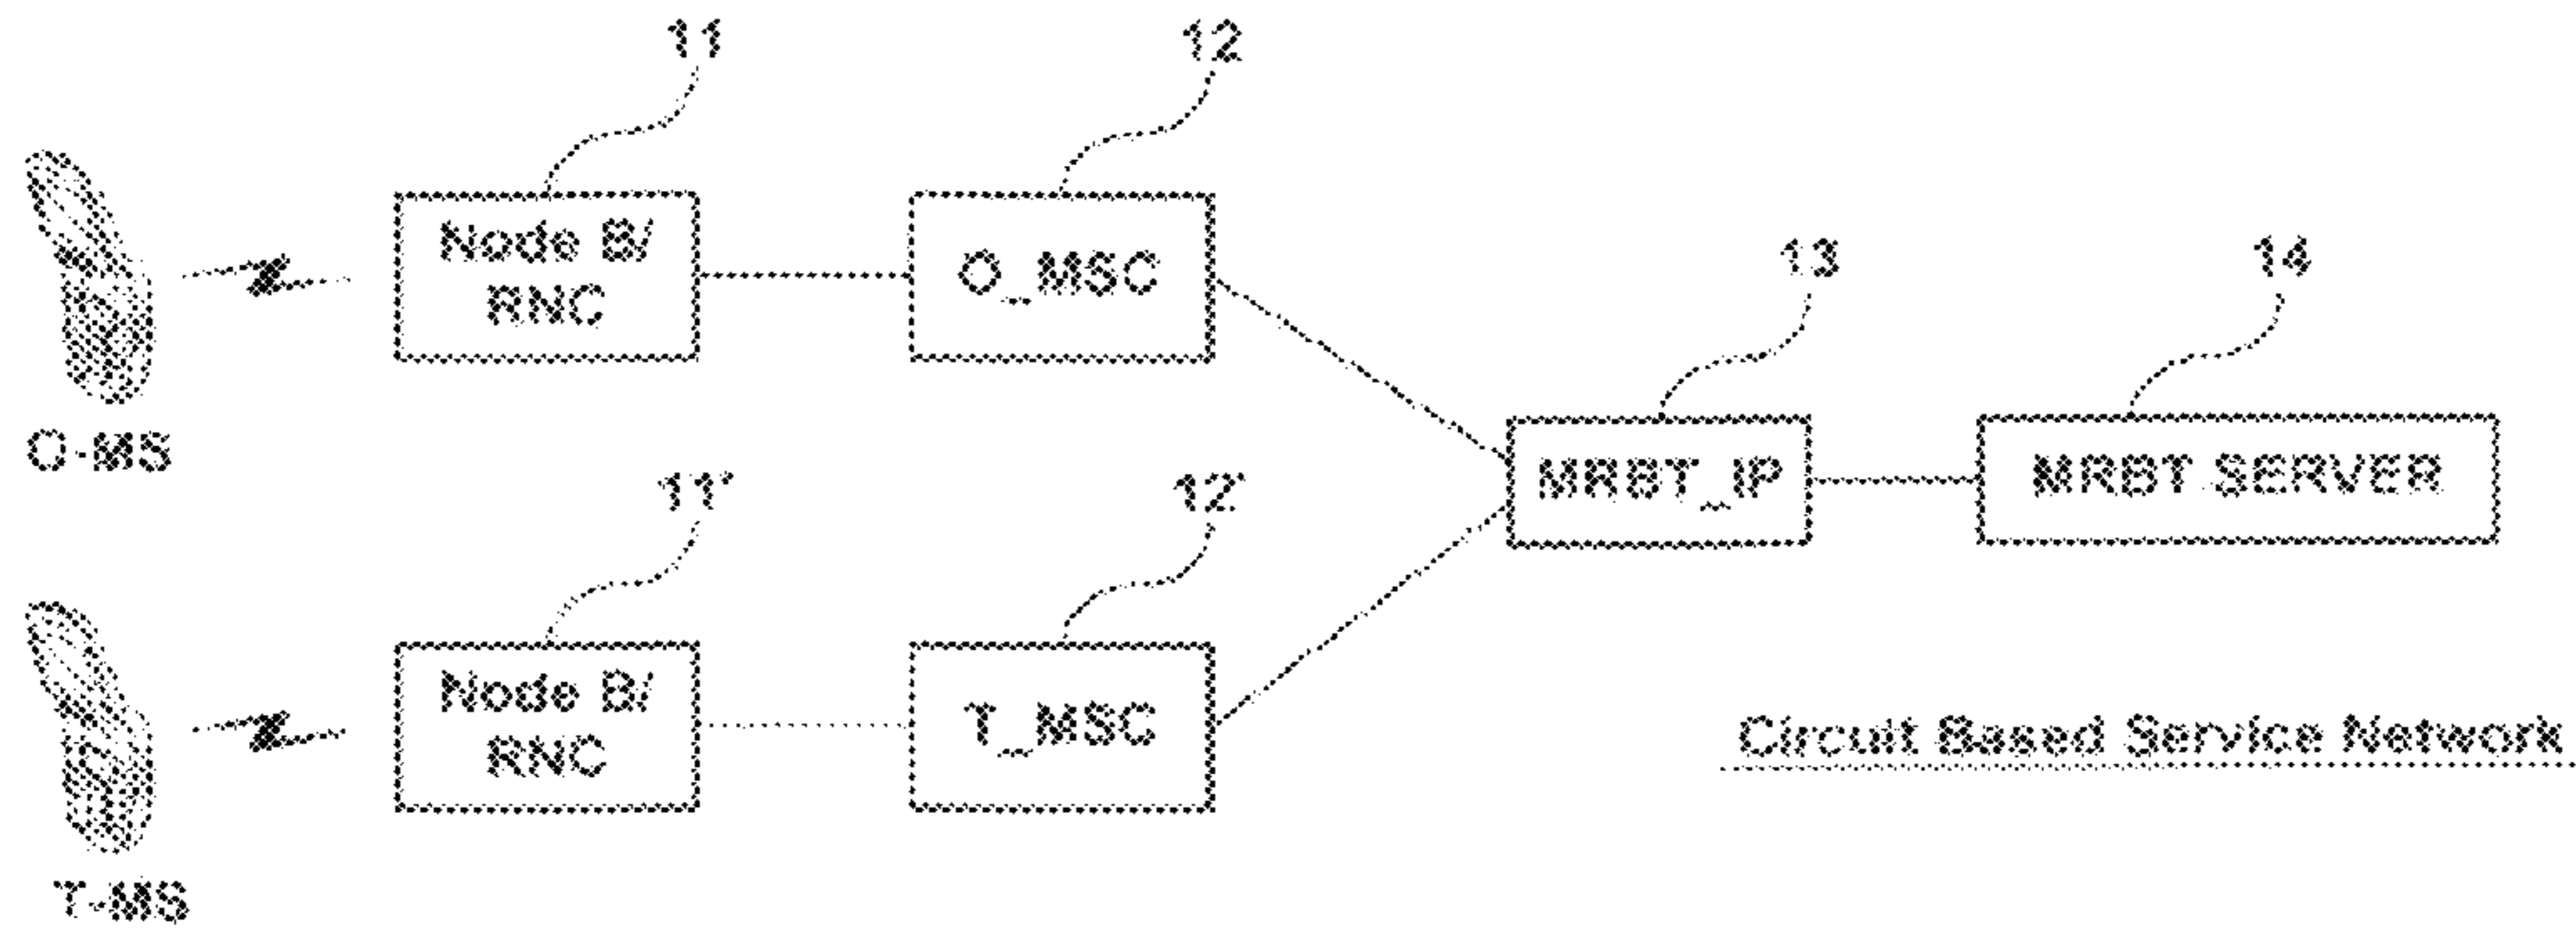 11
12
Node B/
RNC
O_MSC
13
14
O-MS
11'
12'
MRBT_IP
MRBT SERVER
Node B/
RNC
T_MSC
Circuit Based Service Network
T-MS